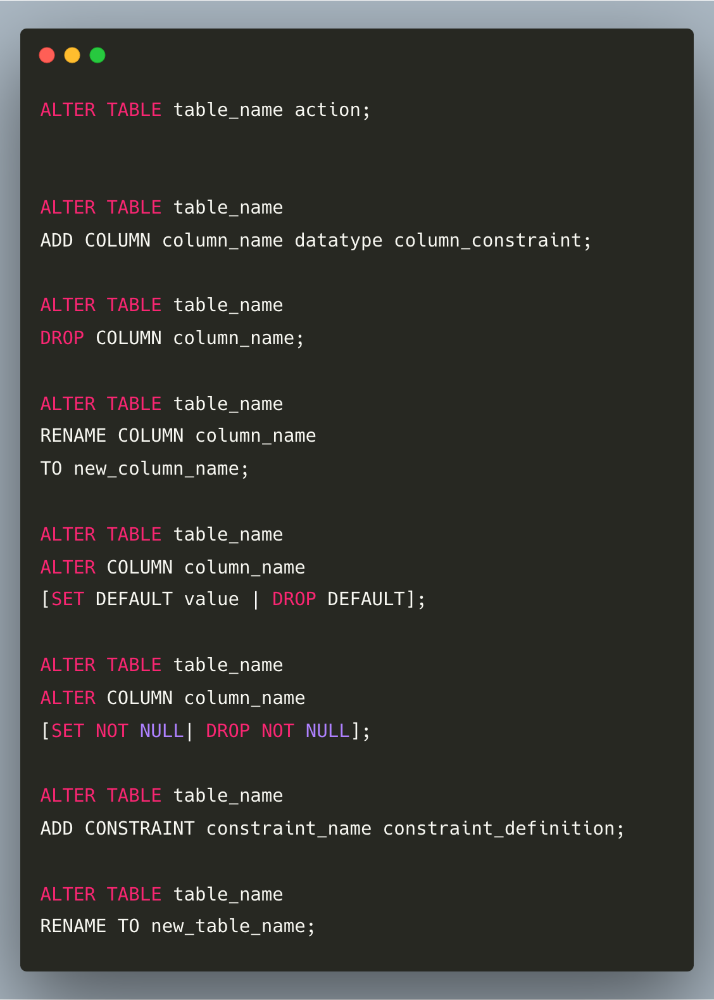 ALTER TABLE table_name action;
ALTER TABLE table_name
ADD COLUMN column_name datatype column_constraint;
ALTER TABLE table_name
DROP COLUMN column_name;
ALTER TABLE table_name
RENAME COLUMN column_name
TO new_column_name;
ALTER TABLE table_name
ALTER COLUMN column_name
[SET DEFAULT value | DROP DEFAULT];
ALTER TABLE table_name
ALTER COLUMN column_name
[SET NOT NULL| DROP NOT NULL];
ALTER TABLE table_name
ADD CONSTRAINT constraint_name constraint_definition;
ALTER TABLE table_name
RENAME TO new_table_name;